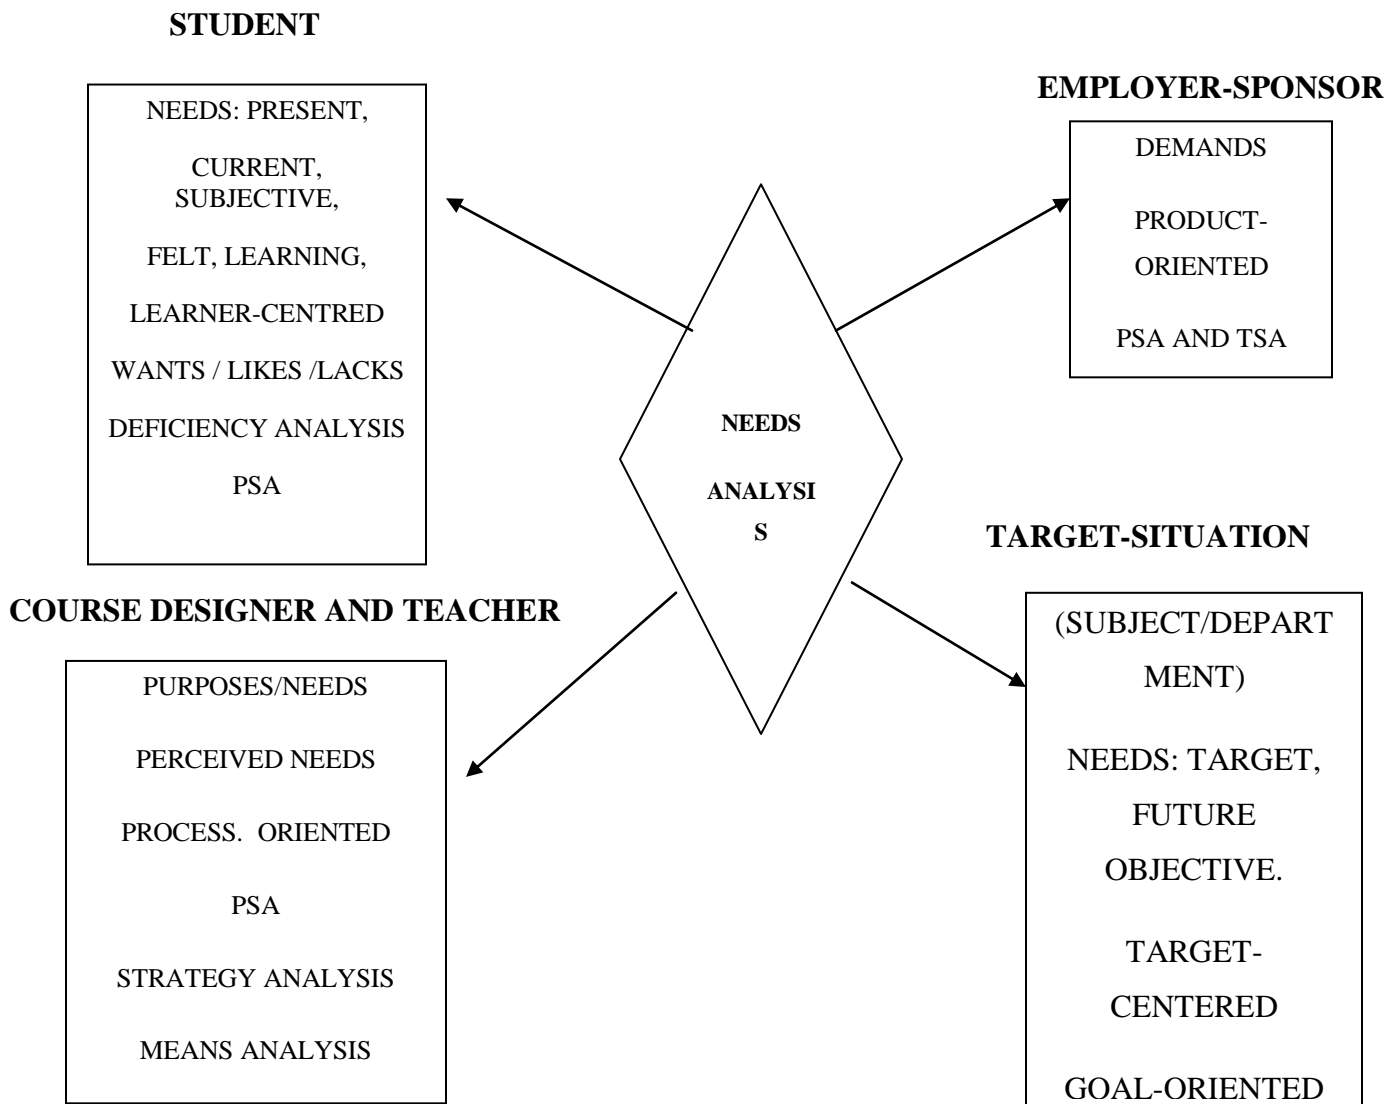 STUDENT
NEEDS: PRESENT,
CURRENT,
SUBJECTIVE,
FELT, LEARNING,
LEARNER-CENTRED
WANTS / LIKES /LACKS
DEFICIENCY ANALYSIS
PSA
EMPLOYER-SPONSOR
DEMANDS
PRODUCT-
ORIENTED
PSA AND TSA
NEEDS
ANALYSI
S
COURSE DESIGNER AND TEACHER
PURPOSES/NEEDS
PERCEIVED NEEDS
PROCESS. ORIENTED
PSA
STRATEGY ANALYSIS
MEANS ANALYSIS
TARGET-SITUATION
(SUBJECT/DEPART
MENT)
NEEDS: TARGET,
FUTURE
OBJECTIVE.
TARGET-
CENTERED
GOAL-ORIENTED